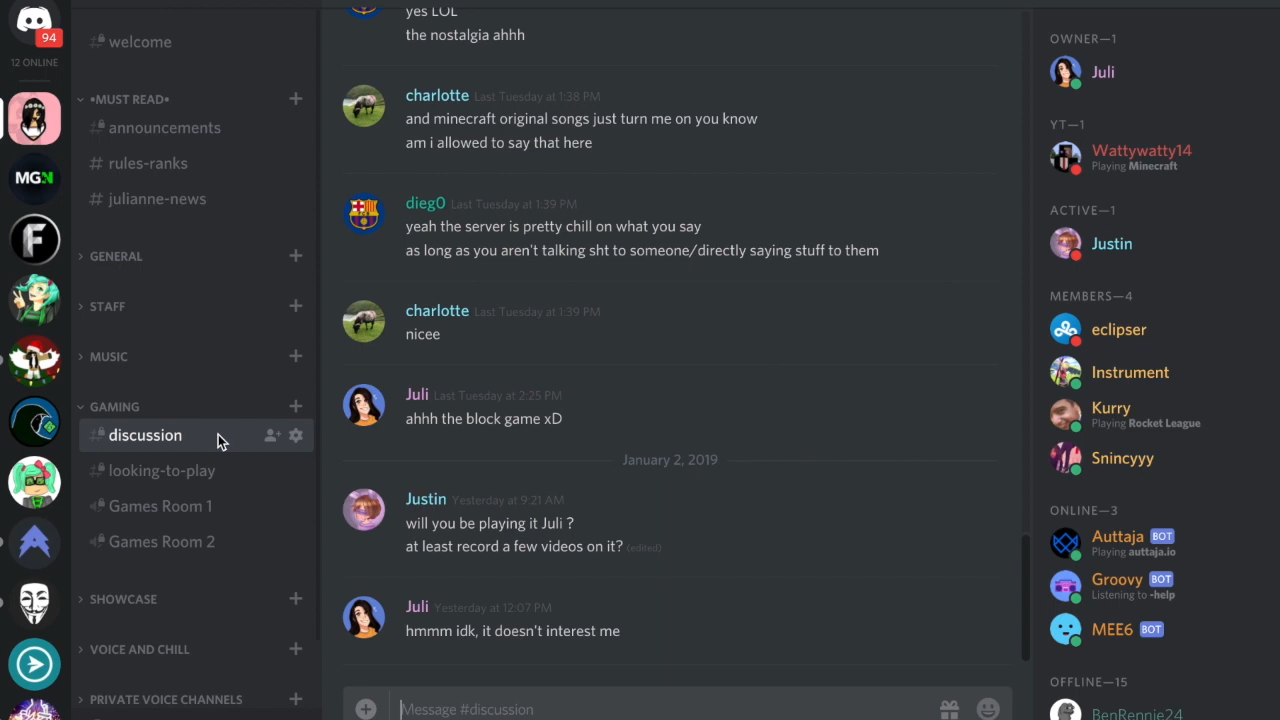 94
12 ONLINE
MGN
F
welcome
•MUST READ•
announcements
rules-ranks
julianne-news
GENERAL
STAFF
MUSIC
GAMING
discussion
looking-to-play
Games Room 1
Games Room 2
SHOWCASE
VOICE AND CHILL
PRIVATE VOICE CHANNELS
yes LOL
the nostalgia ahhh
charlotte Last Tuesday at 1:38 PM
and minecraft original songs just turn me on you know
am i allowed to say that here
dieg0 Last Tuesday at 1:39 PM
yeah the server is pretty chill on what you say
as long as you aren't talking sht to someone/directly saying stuff to them
charlotte Last Tuesday at 1:39 PM
nicee
Juli Last Tuesday at 2:25 PM
ahhh the block game xD
January 2, 2019
Justin Yesterday at 9:21 AM
will you be playing it Juli ?
at least record a few videos on it? (edited)
Juli Yesterday at 12:07 PM
hmmm idk, it doesn't interest me
Message #discussion
OWNER—1
Juli
YT—1
Wattywatty14
Playing Minecraft
ACTIVE—1
Justin
MEMBERS—4
eclipser
Instrument
Kurry
Playing Rocket League
Snincyyy
ONLINE—3
Auttaja BOT
Playing auttaja.io
Groovy BOT
Listening to -help
MEE6 BOT
OFFLINE—15
BenRennie24